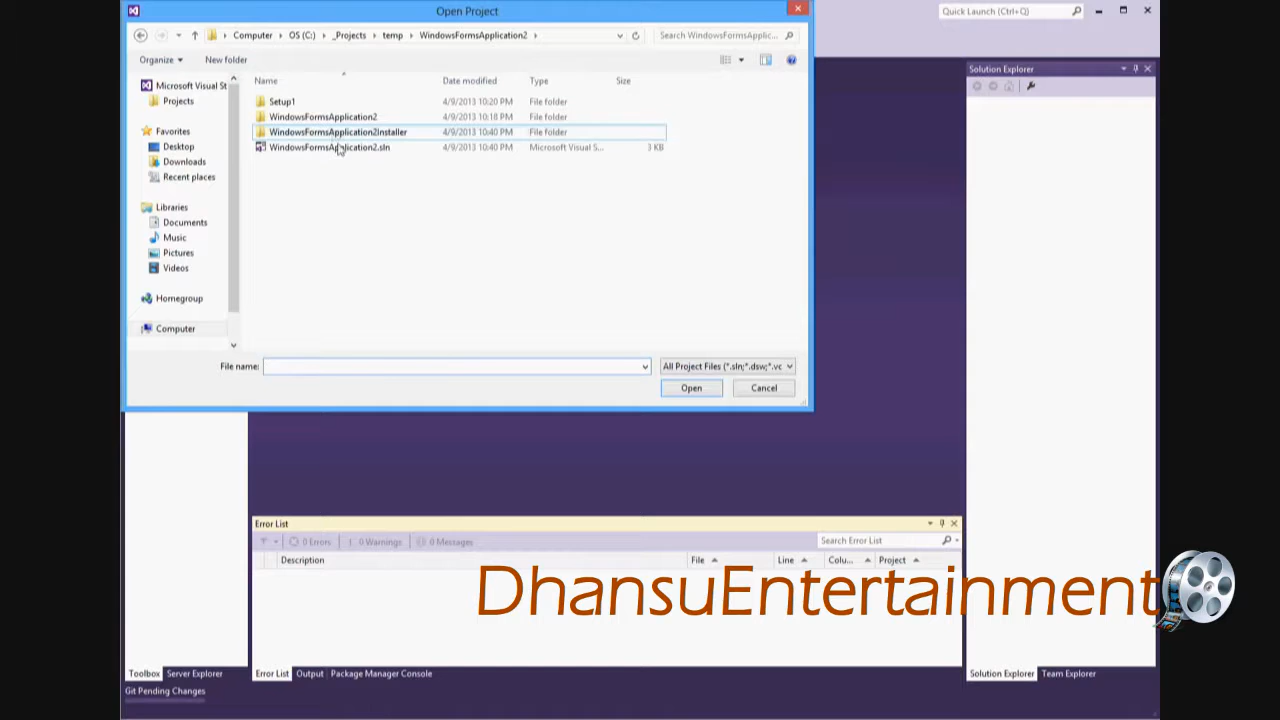 Open Project
Quick Launch (Ctrl+Q)
Computer OS (C:) _Projects temp WindowsFormsApplication2
Search WindowsFormsApplic...
Organize New folder
Solution Explorer
Microsoft Visual St
Projects
Favorites
Desktop
Downloads
Recent places
Libraries
Documents
Music
Pictures
Videos
Homegroup
Computer
Name Date modified Type Size
Setup1 4/9/2013 10:20 PM File folder
WindowsFormsApplication2 4/9/2013 10:18 PM File folder
WindowsFormsApplication2Installer 4/9/2013 10:40 PM File folder
WindowsFormsApplication2.sln 4/9/2013 10:40 PM Microsoft Visual S... 3 KB
File name: All Project Files (*.sln;*.dsw;*.vc
Open Cancel
Error List
0 Errors 0 Warnings 0 Messages Search Error List
Description File Line Colu... Project
DhansuEntertainment
Toolbox Server Explorer Error List Output Package Manager Console Solution Explorer Team Explorer
Git Pending Changes